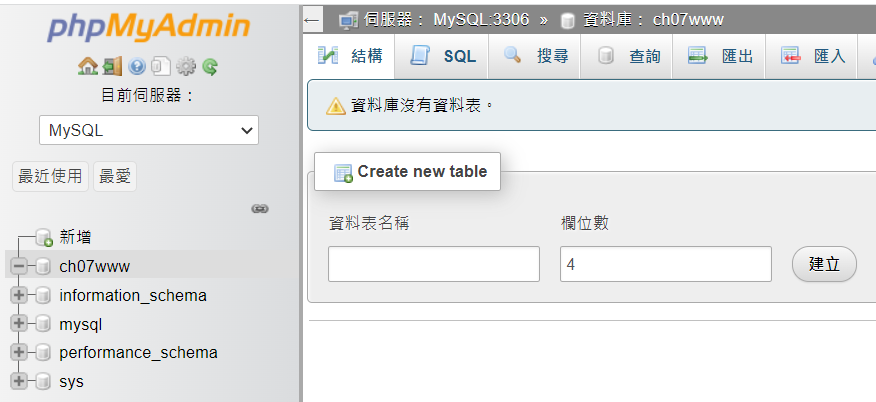 phpMyAdmin
目前伺服器：
MySQL
最近使用 最愛
新增
ch07www
information_schema
mysql
performance_schema
sys
← 伺服器： MySQL:3306 » 資料庫： ch07www
結構 SQL 搜尋 查詢 匯出 匯入
資料庫沒有資料表。
Create new table
資料表名稱 欄位數
4 建立